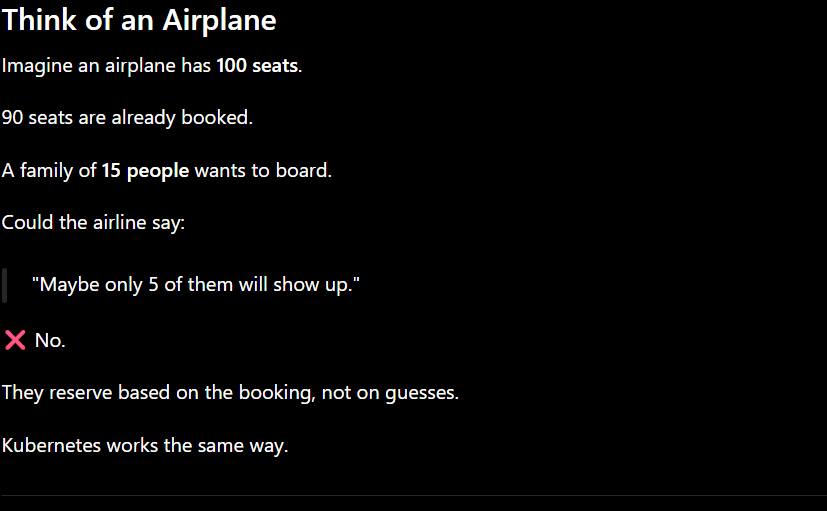 Think of an Airplane
Imagine an airplane has 100 seats.
90 seats are already booked.
A family of 15 people wants to board.
Could the airline say:
"Maybe only 5 of them will show up."
❌ No.
They reserve based on the booking, not on guesses.
Kubernetes works the same way.